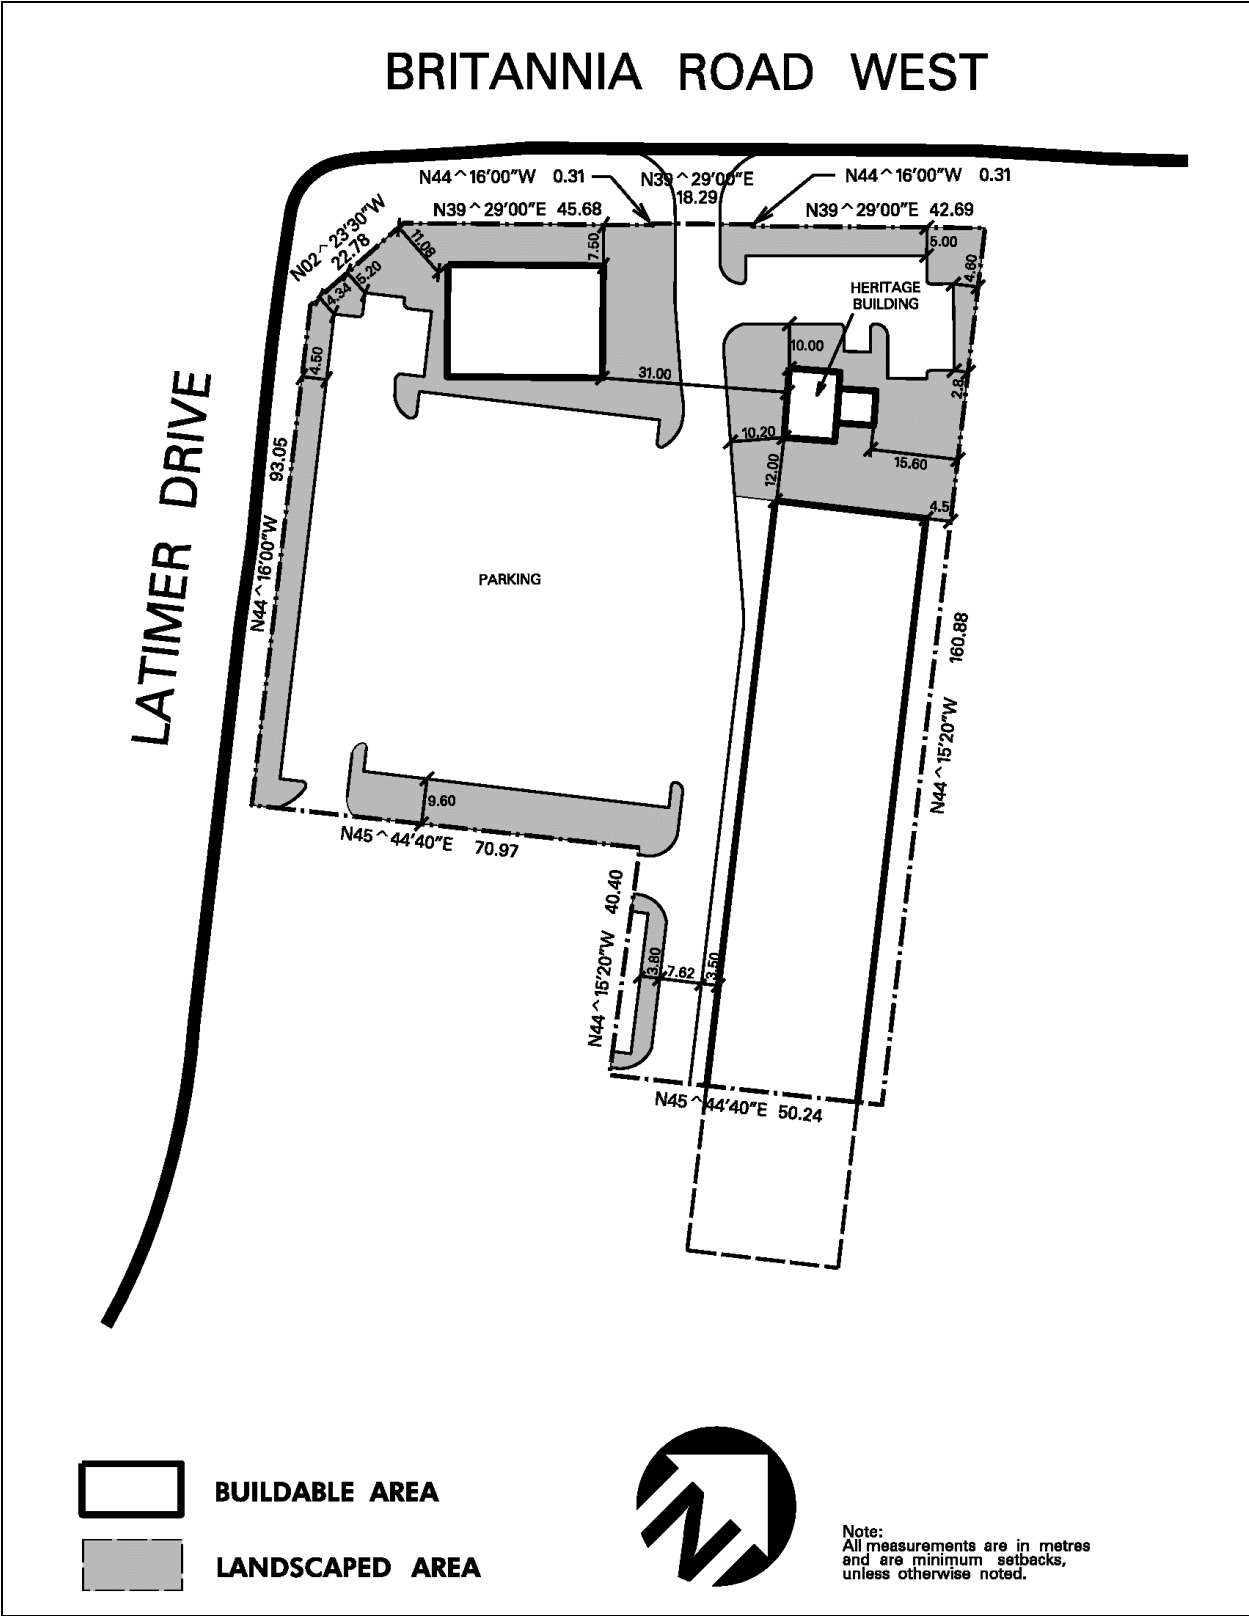 BRITANNIA ROAD WEST
N44^16'00"W 0.31
N39^29'00"E
18.29
N44^16'00"W 0.31
N39^29'00"E 45.68
N39^29'00"E 42.69
N02^23'30"W
22.78
11.08
7.50
5.00
4.60
5.20
4.34
HERITAGE
BUILDING
4.50
10.00
31.00
2.8
10.20
15.60
12.00
4.5
LATIMER DRIVE
93.05
N44^16'00"W
PARKING
160.88
N44^15'20"W
9.60
N45^44'40"E 70.97
40.40
N44^15'20"W
3.80
7.62
3.50
N45^44'40"E 50.24
BUILDABLE AREA
LANDSCAPED AREA
N
Note:
All measurements are in metres
and are minimum setbacks,
unless otherwise noted.